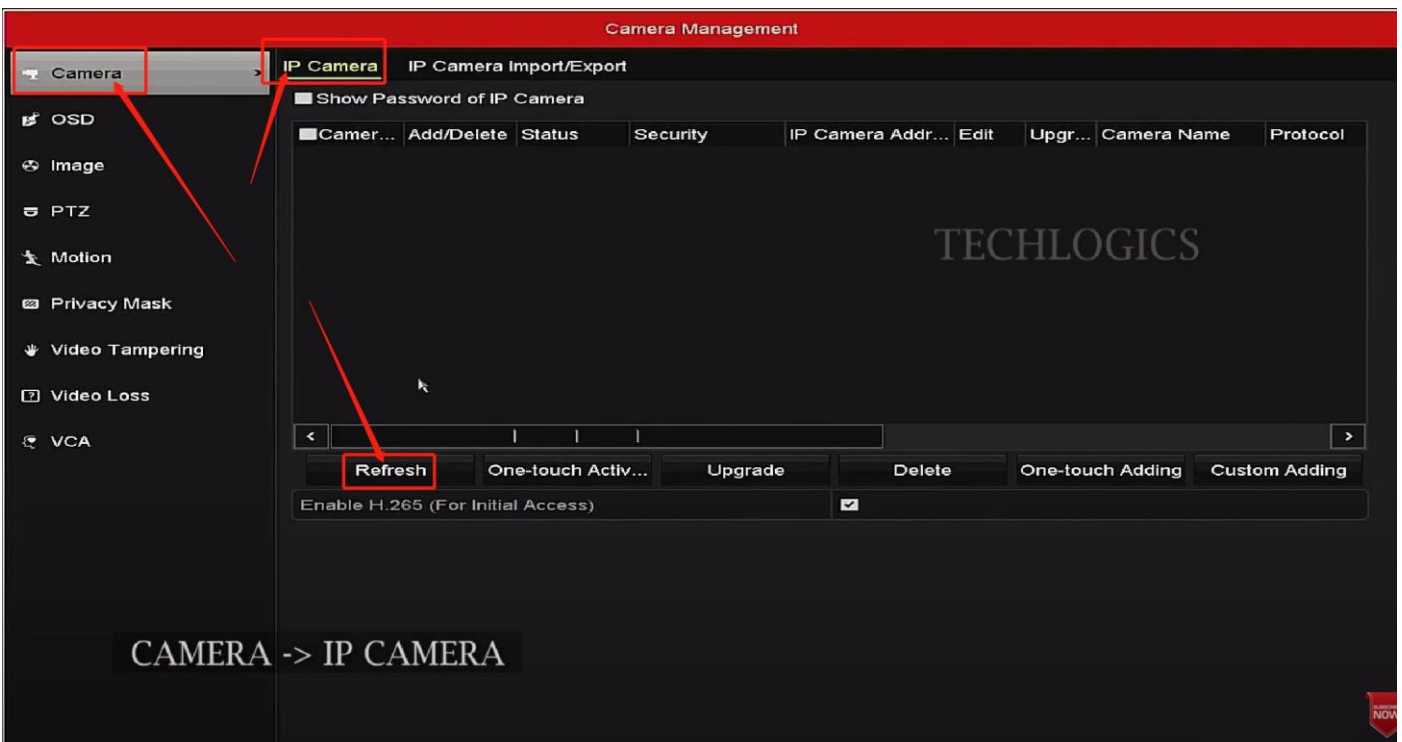 Camera Management
Camera
OSD
Image
PTZ
Motion
Privacy Mask
Video Tampering
Video Loss
VCA
IP Camera IP Camera Import/Export
Show Password of IP Camera
Camer... Add/Delete Status Security IP Camera Addr... Edit Upgr... Camera Name Protocol
TECHLOGICS
Refresh One-touch Activ... Upgrade Delete One-touch Adding Custom Adding
Enable H.265 (For Initial Access)
CAMERA -> IP CAMERA
SUBSCRIBE
NOW